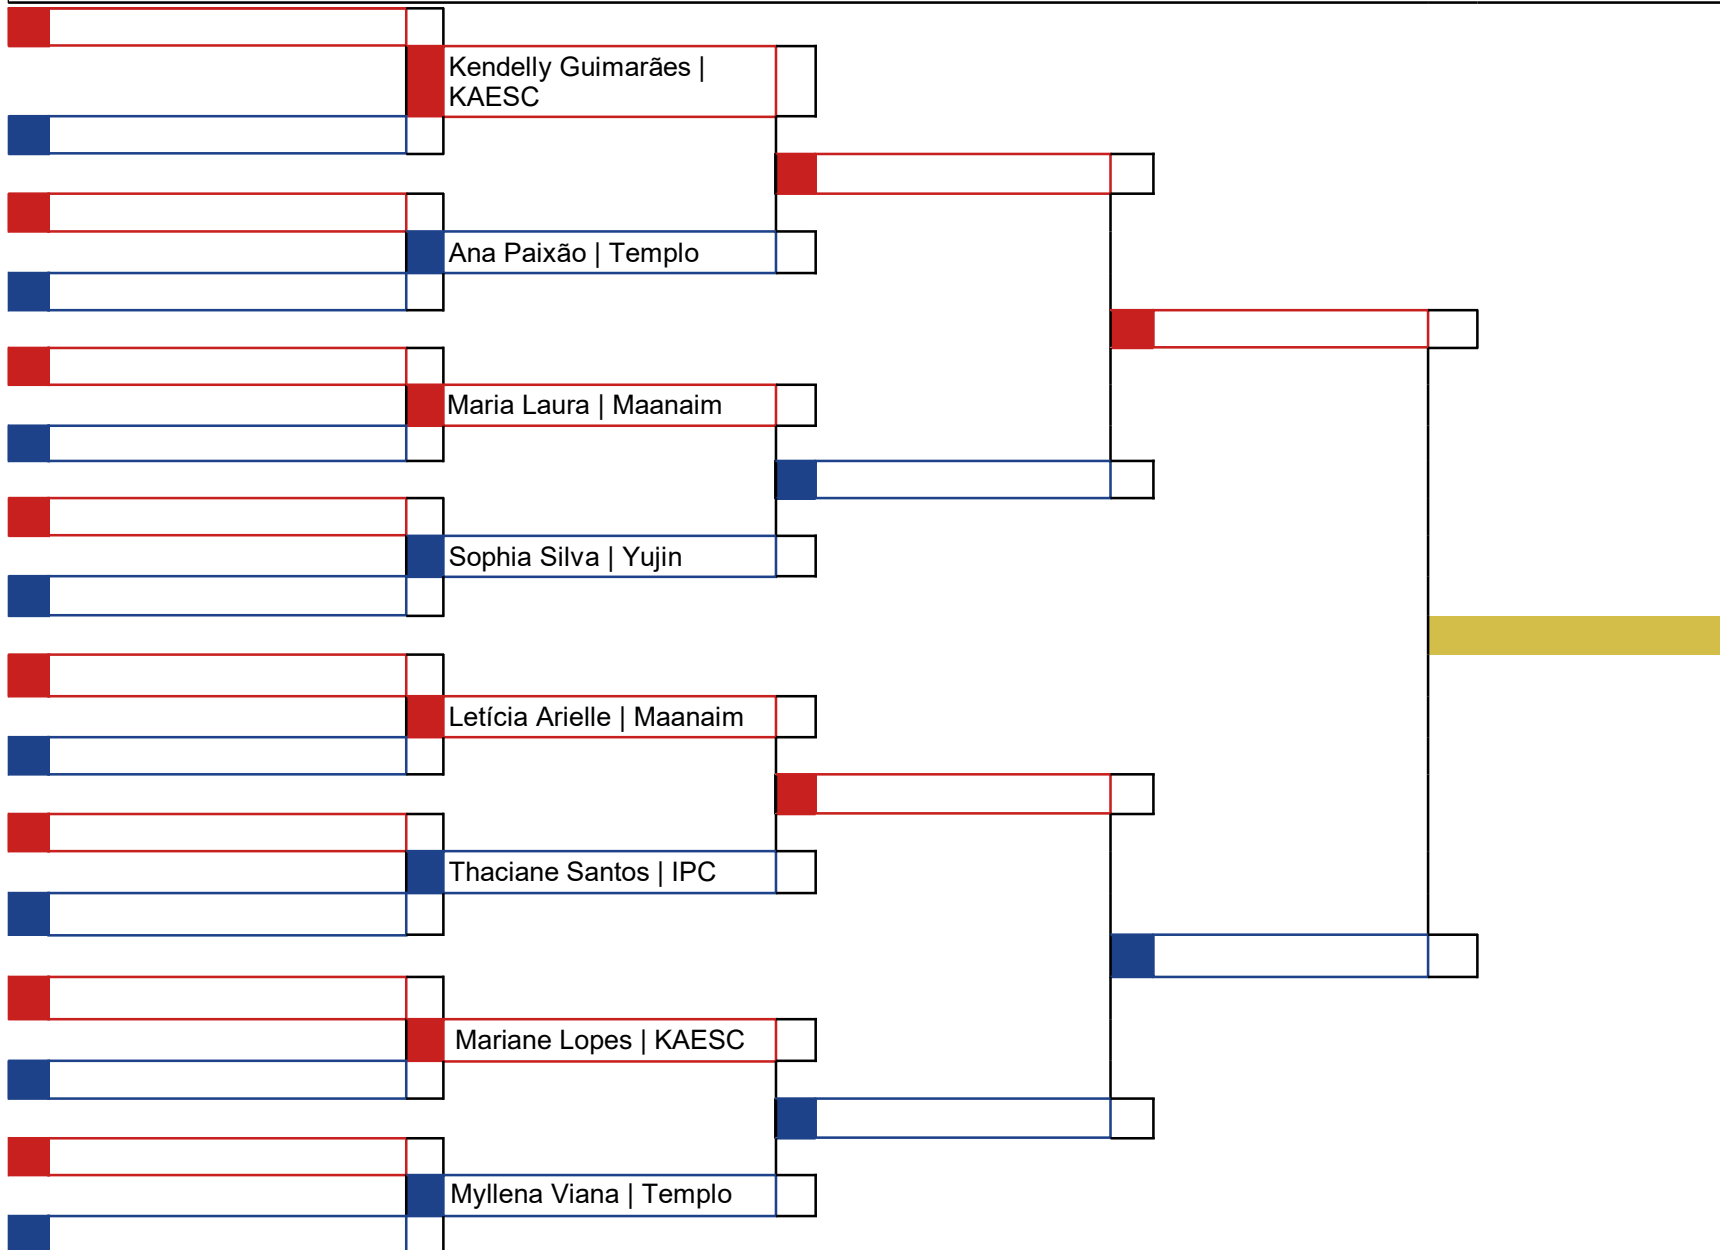 Kendelly Guimarães |
KAESC
Ana Paixão | Templo
Maria Laura | Maanaim
Sophia Silva | Yujin
Letícia Arielle | Maanaim
Thaciane Santos | IPC
Mariane Lopes | KAESC
Myllena Viana | Templo